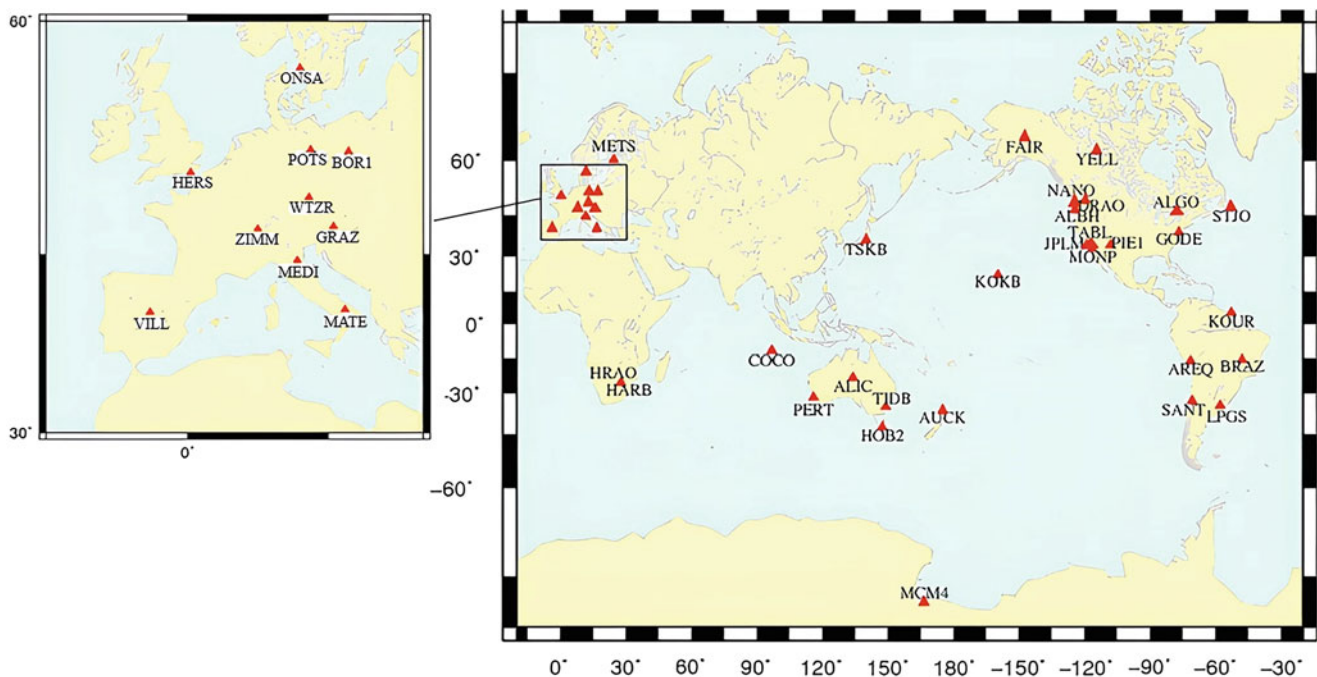 60°
ONSA
POTS
BOR1
HERS
WTZR
ZIMM
GRAZ
MEDI
VILL
MATE
30°
0°
METS
FAIR
YELL
60°
NANO
DRAO
ALGO
STJO
ALBH
TABL
GODE
TSKB
JPLM
PIE1
MONP
30°
KOKB
0°
KOUR
COCO
AREQ
BRAZ
HRAO
HARB
ALIC
-30°
PERT
TIDB
AUCK
SANT
LPGS
HOB2
-60°
MCM4
0° 30° 60° 90° 120° 150° 180° -150° -120° -90° -60° -30°